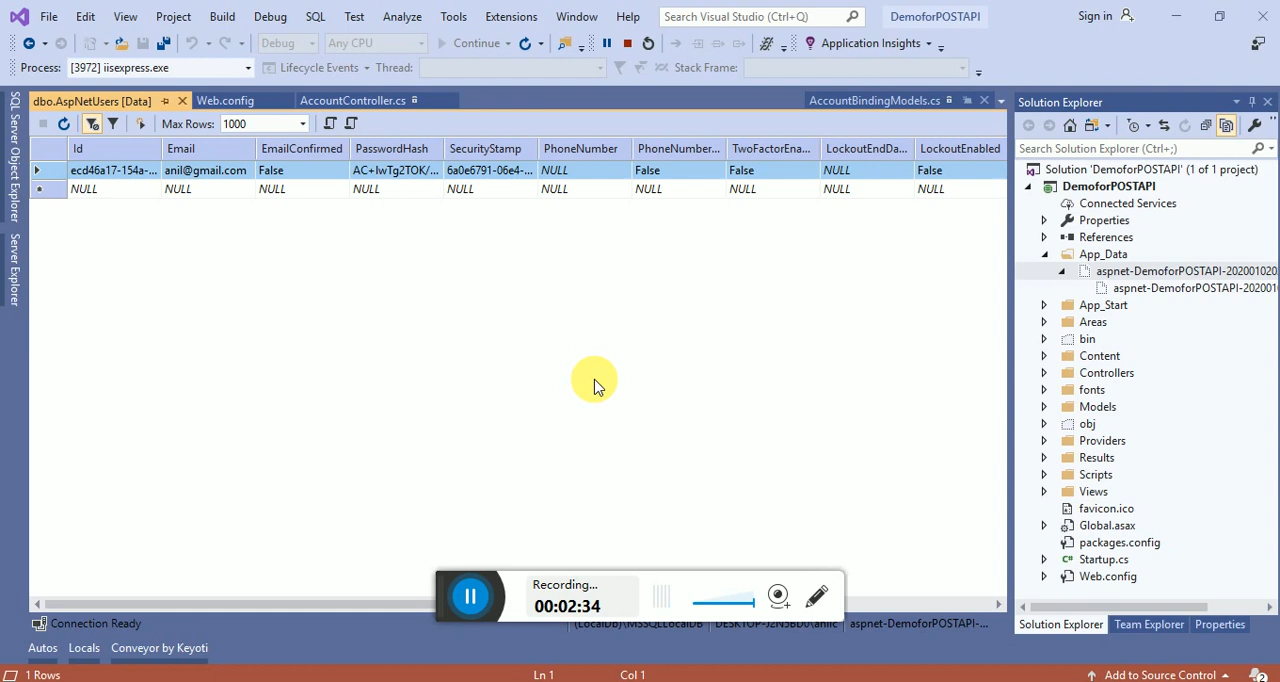 File Edit View Project Build Debug SQL Test Analyze Tools Extensions Window Help Search Visual Studio (Ctrl+Q) DemoforPOSTAPI Sign in
Debug Any CPU Continue Application Insights
Process: [3972] iisexpress.exe Lifecycle Events Thread: Stack Frame:
dbo.AspNetUsers [Data] Web.config AccountController.cs AccountBindingModels.cs Solution Explorer
Max Rows: 1000
Id Email EmailConfirmed PasswordHash SecurityStamp PhoneNumber PhoneNumber... TwoFactorEna... LockoutEndDa... LockoutEnabled
ecd46a17-154a-... anil@gmail.com False AC+IwTg2TOK/... 6a0e6791-06e4-... NULL False False NULL False
NULL NULL NULL NULL NULL NULL NULL NULL NULL NULL
SQL Server Object Explorer
Server Explorer
Search Solution Explorer (Ctrl+;)
Solution 'DemoforPOSTAPI' (1 of 1 project)
DemoforPOSTAPI
Connected Services
Properties
References
App_Data
aspnet-DemoforPOSTAPI-202001020
aspnet-DemoforPOSTAPI-202001
App_Start
Areas
bin
Content
Controllers
fonts
Models
obj
Providers
Results
Scripts
Views
favicon.ico
Global.asax
packages.config
Startup.cs
Web.config
Recording...
00:02:34
Connection Ready aspnet-DemoforPOSTAPI-...
Solution Explorer Team Explorer Properties
Autos Locals Conveyor by Keyoti
1 Rows Ln 1 Col 1 Add to Source Control 2